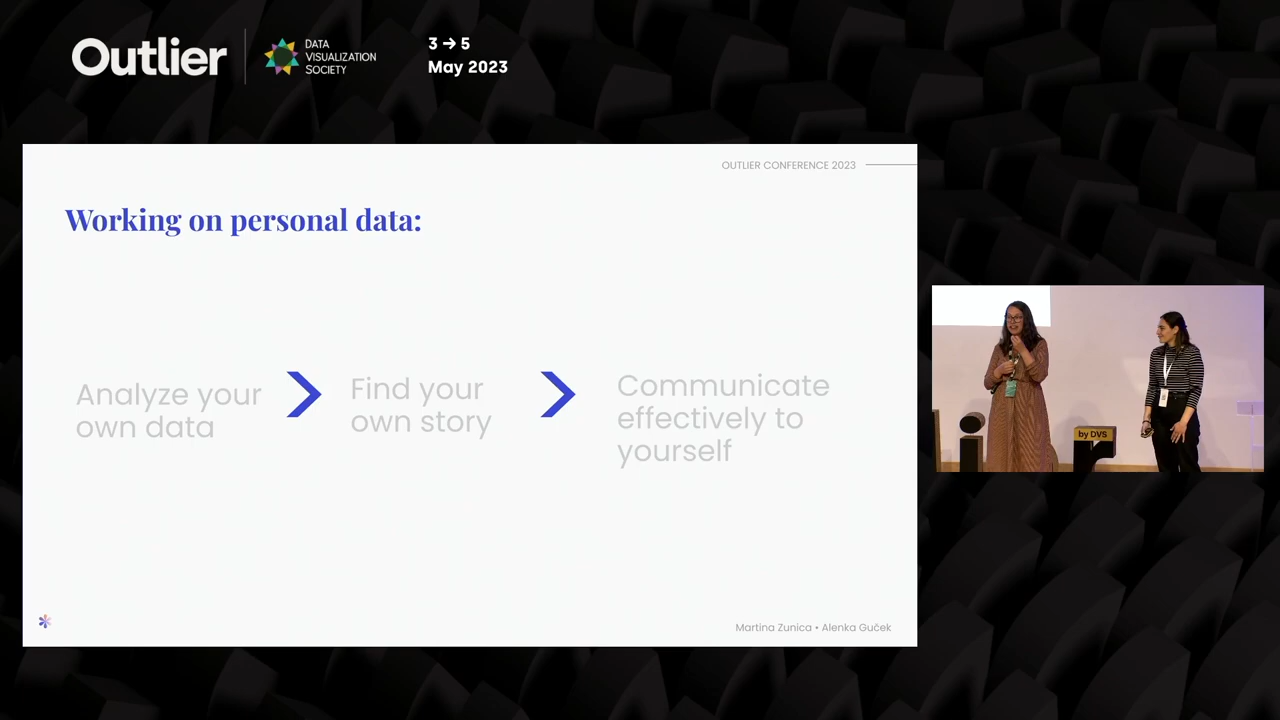 Outlier
DATA
VISUALIZATION
SOCIETY
3 → 5
May 2023
OUTLIER CONFERENCE 2023
Working on personal data:
Analyze your
own data
Find your
own story
Communicate
effectively to
yourself
by DVS
Martina Zunica • Alenka Guček